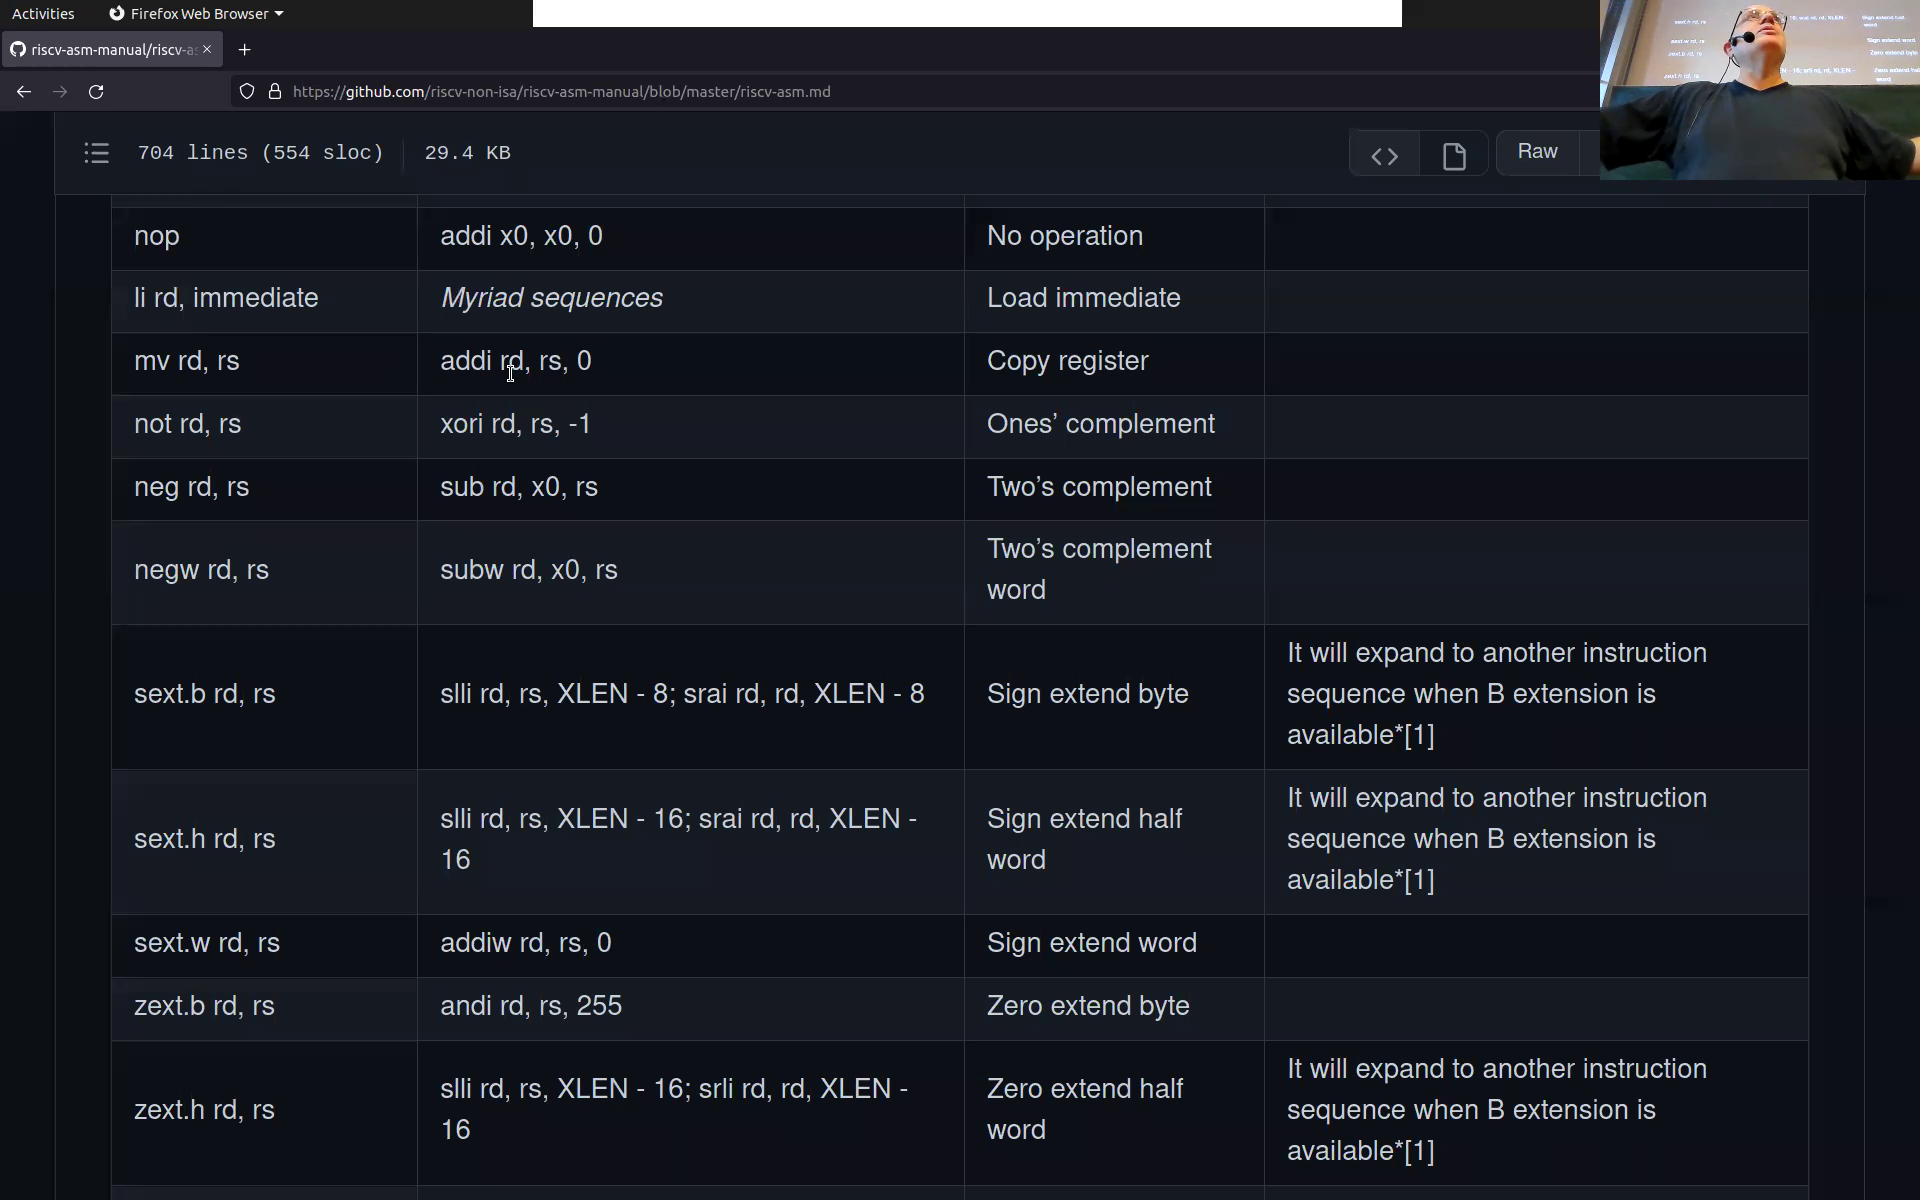 Activities
Firefox Web Browser
riscv-asm-manual/riscv-as
https://github.com/riscv-non-isa/riscv-asm-manual/blob/master/riscv-asm.md
704 lines (554 sloc)
29.4 KB
Raw
nop
addi x0, x0, 0
No operation
li rd, immediate
Myriad sequences
Load immediate
mv rd, rs
addi rd, rs, 0
Copy register
not rd, rs
xori rd, rs, -1
Ones’ complement
neg rd, rs
sub rd, x0, rs
Two’s complement
negw rd, rs
subw rd, x0, rs
Two’s complement
word
sext.b rd, rs
slli rd, rs, XLEN - 8; srai rd, rd, XLEN - 8
Sign extend byte
It will expand to another instruction
sequence when B extension is
available*[1]
sext.h rd, rs
slli rd, rs, XLEN - 16; srai rd, rd, XLEN -
16
Sign extend half
word
It will expand to another instruction
sequence when B extension is
available*[1]
sext.w rd, rs
addiw rd, rs, 0
Sign extend word
zext.b rd, rs
andi rd, rs, 255
Zero extend byte
zext.h rd, rs
slli rd, rs, XLEN - 16; srli rd, rd, XLEN -
16
Zero extend half
word
It will expand to another instruction
sequence when B extension is
available*[1]